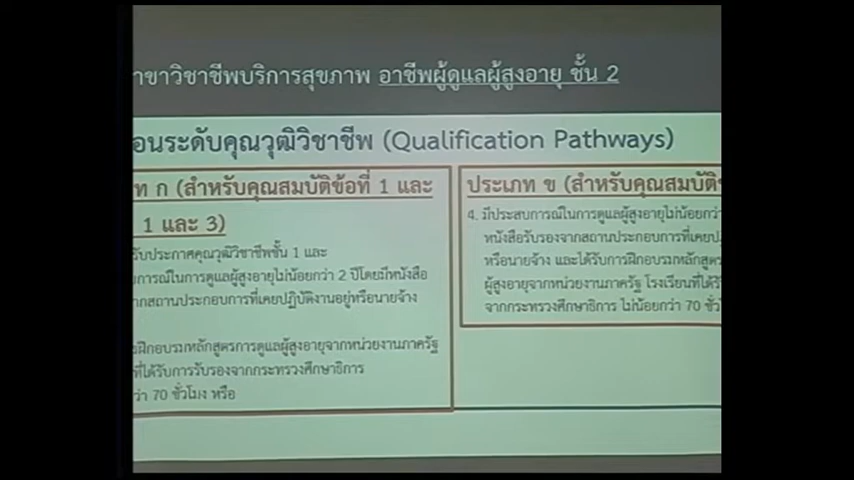 าขาวิชาชีพบริการสุขภาพ อาชีพผู้ดูแลผู้สูงอายุ ชั้น 2
อนระดับคุณวุฒิวิชาชีพ (Qualification Pathways)
ท ก (สำหรับคุณสมบัติข้อที่ 1 และ
1 และ 3)
รับประกาศคุณวุฒิวิชาชีพชั้น 1 และ
การณ์ในการดูแลผู้สูงอายุไม่น้อยกว่า 2 ปีโดยมีหนังสือ
ากสถานประกอบการที่เคยปฏิบัติงานอยู่หรือนายจ้าง
ฝึกอบรมหลักสูตรการดูแลผู้สูงอายุจากหน่วยงานภาครัฐ
ที่ได้รับการรับรองจากกระทรวงศึกษาธิการ
ว่า 70 ชั่วโมง หรือ
ประเภท ข (สำหรับคุณสมบัติ
4. มีประสบการณ์ในการดูแลผู้สูงอายุไม่น้อยกว่
หนังสือรับรองจากสถานประกอบการที่เคยป
หรือนายจ้าง และได้รับการฝึกอบรมหลักสูตร
ผู้สูงอายุจากหน่วยงานภาครัฐ โรงเรียนที่ได้รั
จากกระทรวงศึกษาธิการ ไม่น้อยกว่า 70 ชั่ว